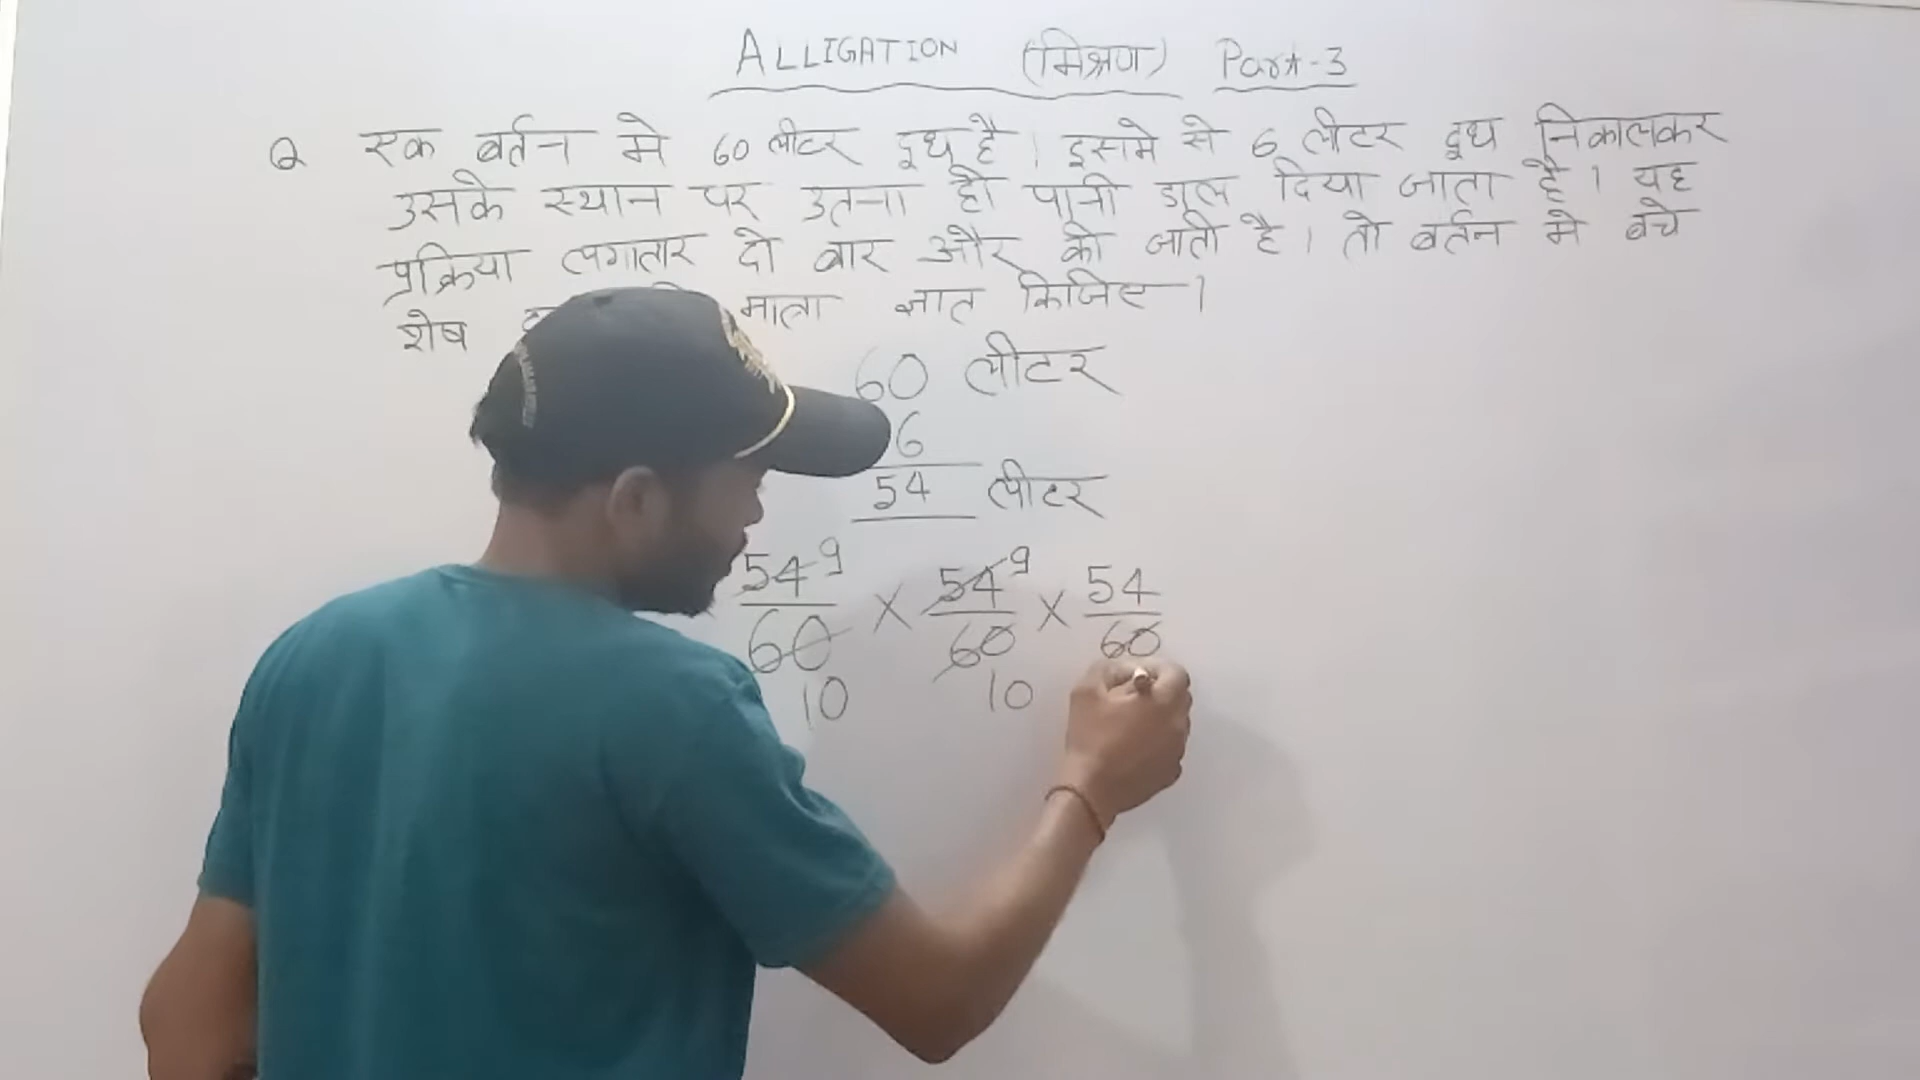 ALLIGATION (मिश्रण) Part-3
Q एक बर्तन मे 60 लीटर दूध है। इसमे से 6 लीटर दूध निकालकर
उसके स्थान पर उतना ही पानी डाल दिया जाता है। यह
प्रक्रिया लगातार दो बार और की जाती है। तो बर्तन मे बचे
शेष मात्रा ज्ञात किजिए।
60 लीटर
6
54 लीटर
54 9 54 9 54
× ×
60 60 60
10 10